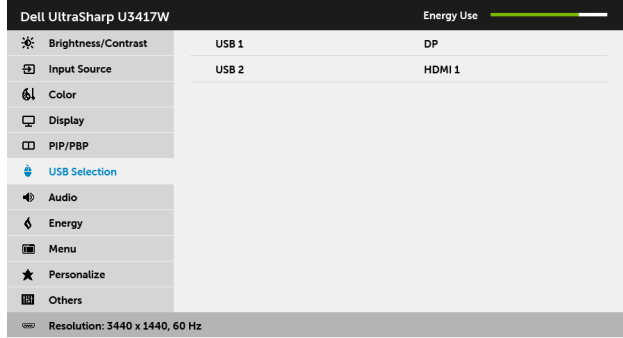 Dell UltraSharp U3417W Energy Use
Brightness/Contrast USB 1 DP
Input Source USB 2 HDMI 1
Color
Display
PIP/PBP
USB Selection
Audio
Energy
Menu
Personalize
Others
Resolution: 3440 x 1440, 60 Hz